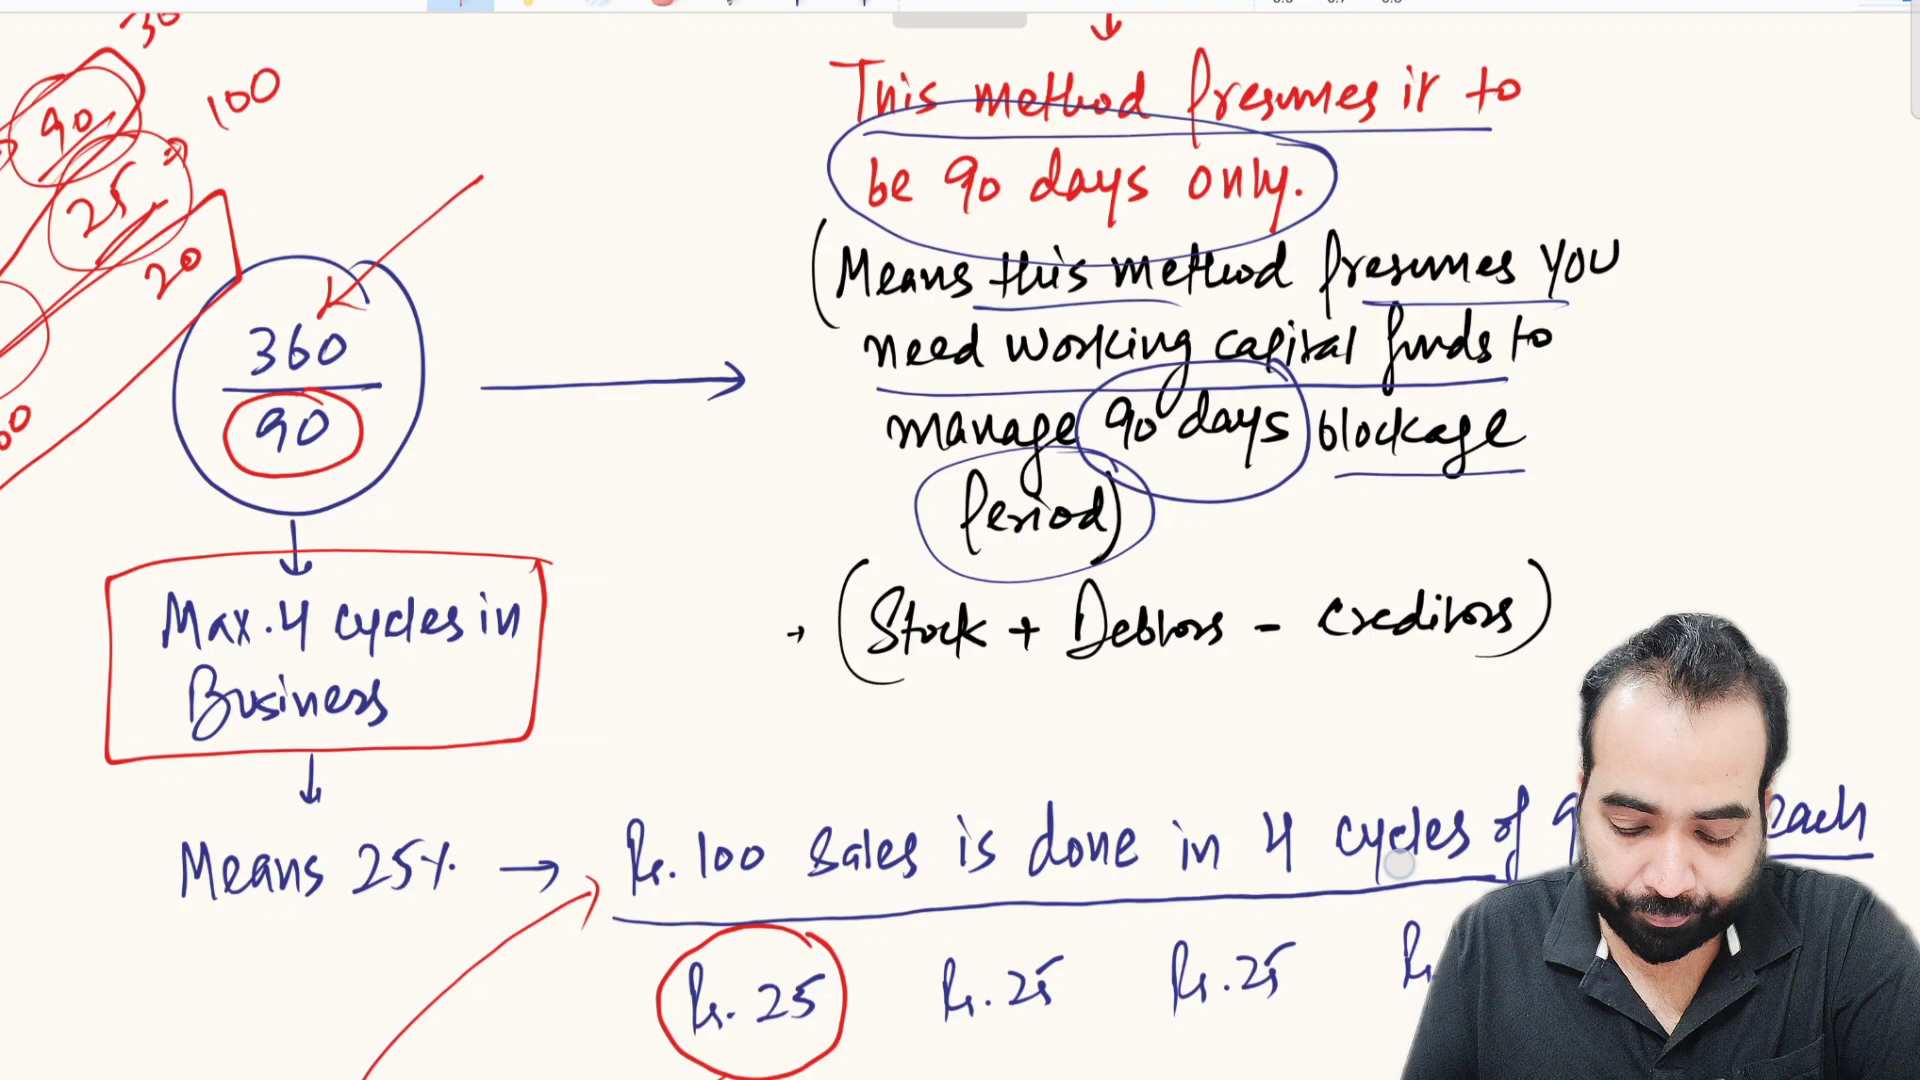 90
100
25
20
This method Presumes it to
be 90 days only.
(Means this method Presumes you
need working capital funds to
manage 90 days blockage
Period)
→ (Stock + Debtors - Creditors)
360
90
Max. 4 cycles in
Business
Means 25% → Rs. 100 Sales is done in 4 cycles of each
Rs. 25 Rs. 25 Rs. 25 Rs.